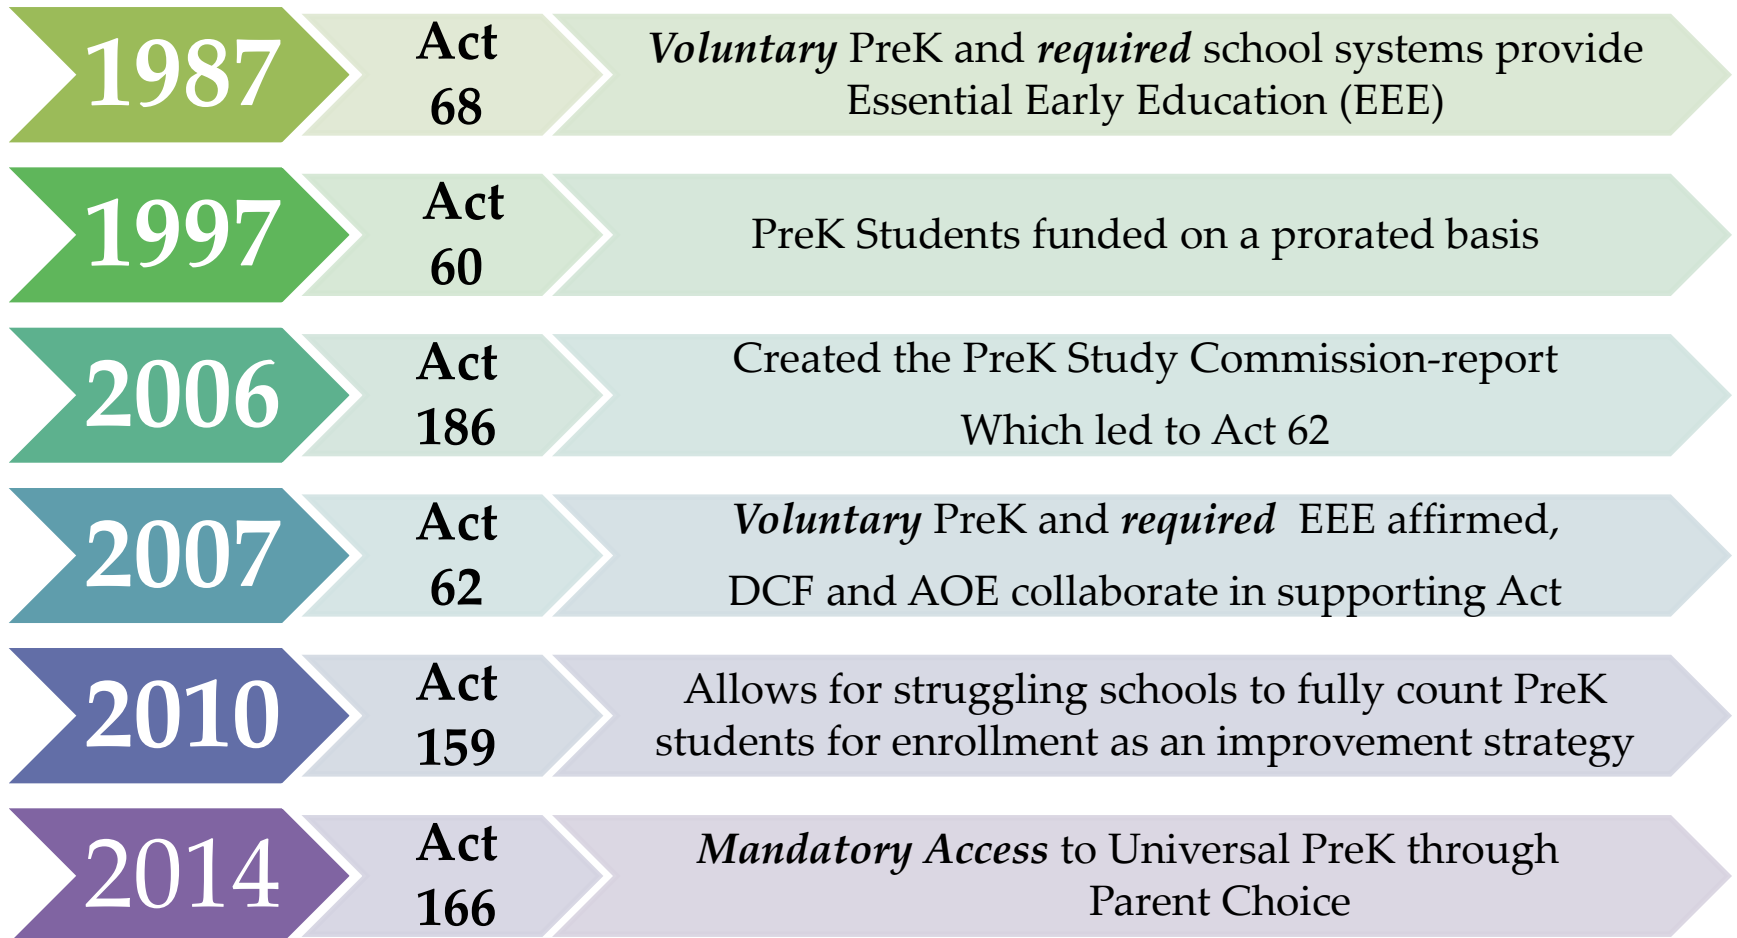 1987
Act
68
Voluntary PreK and required school systems provide
Essential Early Education (EEE)
1997
Act
60
PreK Students funded on a prorated basis
2006
Act
186
Created the PreK Study Commission-report
Which led to Act 62
2007
Act
62
Voluntary PreK and required EEE affirmed,
DCF and AOE collaborate in supporting Act
2010
Act
159
Allows for struggling schools to fully count PreK
students for enrollment as an improvement strategy
2014
Act
166
Mandatory Access to Universal PreK through
Parent Choice